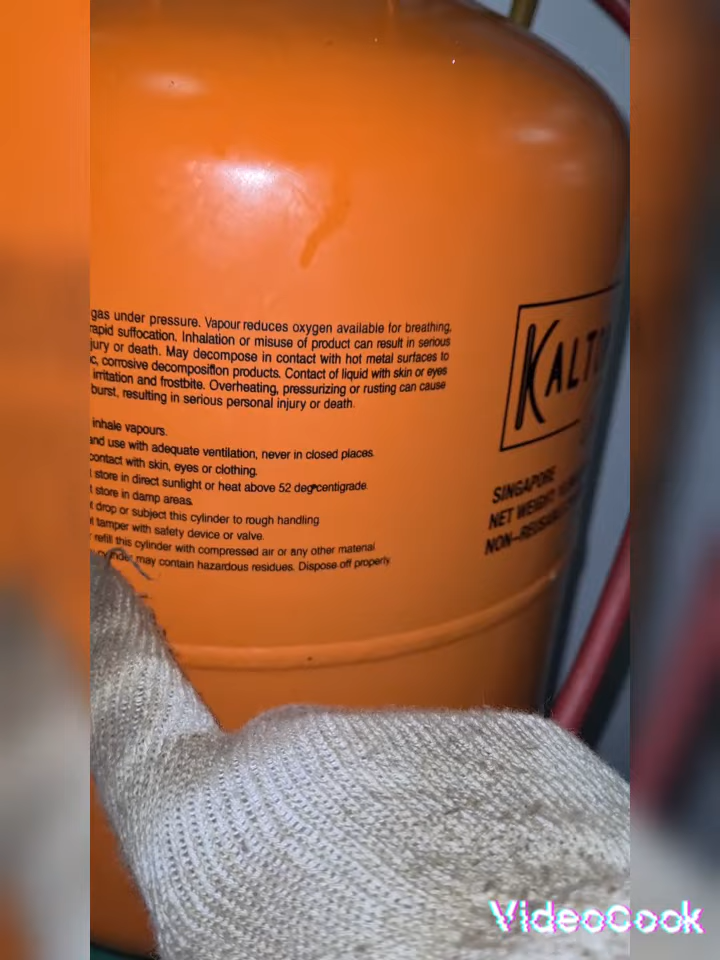 gas under pressure. Vapour reduces oxygen available for breathing,
rapid suffocation. Inhalation or misuse of product can result in serious
jury or death. May decompose in contact with hot metal surfaces to
c, corrosive decomposition products. Contact of liquid with skin or eyes
irritation and frostbite. Overheating, pressurizing or rusting can cause
burst, resulting in serious personal injury or death.
inhale vapours.
and use with adequate ventilation, never in closed places.
contact with skin, eyes or clothing.
store in direct sunlight or heat above 52 deg centigrade.
store in damp areas.
drop or subject this cylinder to rough handling
tamper with safety device or valve.
refill this cylinder with compressed air or any other material
cylinder may contain hazardous residues. Dispose off properly.
KALTO
SINGAPORE
NET WEIGHT
NON-REUSABLE
VideoCook